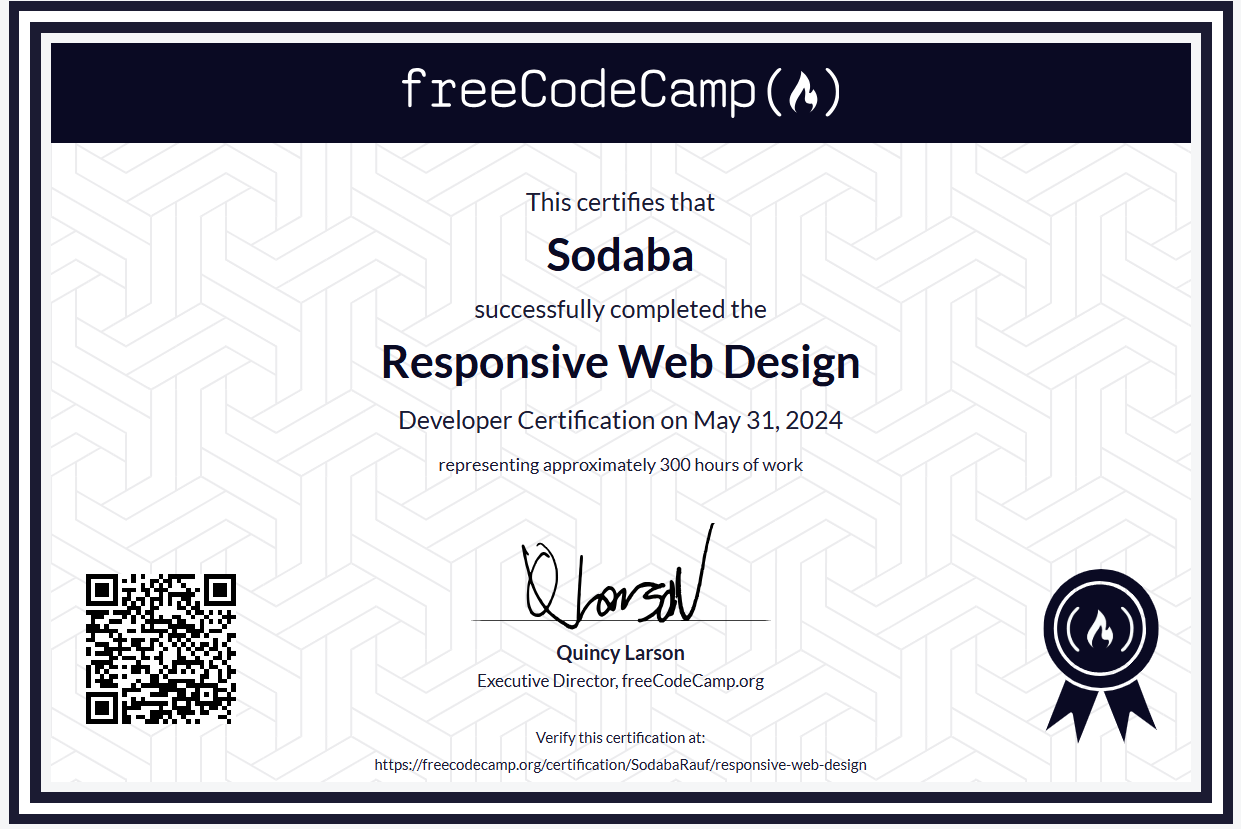 freeCodeCamp(🔥)
This certifies that
Sodaba
successfully completed the
Responsive Web Design
Developer Certification on May 31, 2024
representing approximately 300 hours of work
Q Larson
Quincy Larson
Executive Director, freeCodeCamp.org
Verify this certification at:
https://freecodecamp.org/certification/SodabaRauf/responsive-web-design